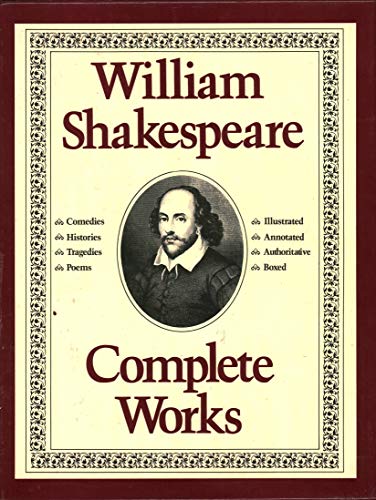 William
Shakespeare
Comedies
Histories
Tragedies
Poems
Illustrated
Annotated
Authoritative
Boxed
Complete
Works